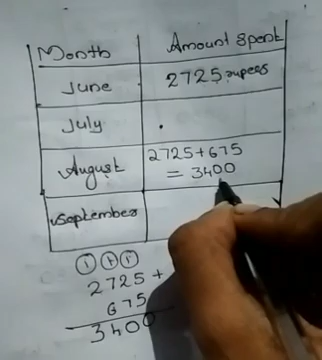 Month Amount Spent
June 2725 rupees
July .
August 2725+675
= 3400
September
1 1 1
2725 +
675
3400